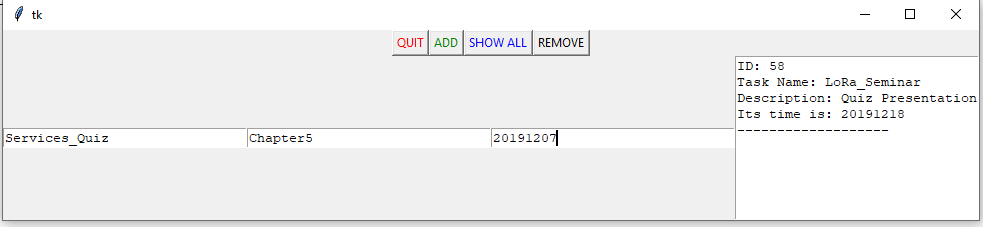 tk
QUIT ADD SHOW ALL REMOVE
ID: 58
Task Name: LoRa_Seminar
Description: Quiz Presentation
Its time is: 20191218
-------------------
Services_Quiz Chapter5 20191207